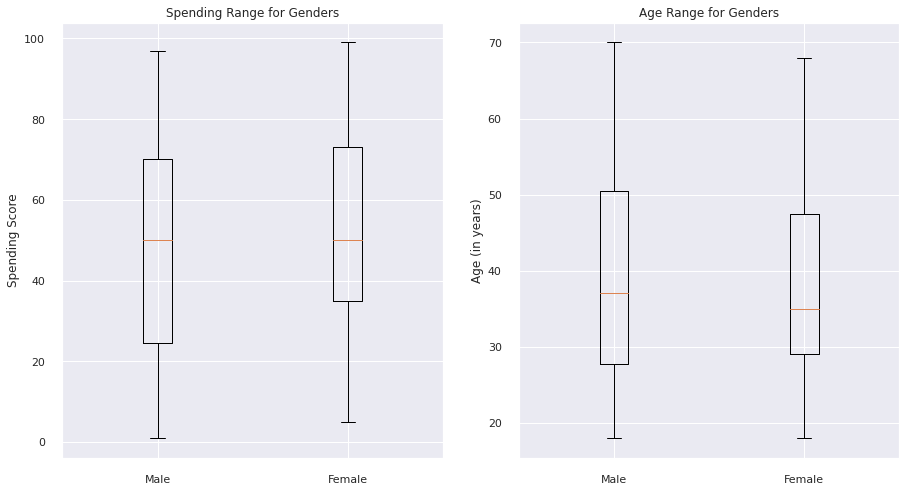 Spending Range for Genders
100
80
60
40
20
0
Spending Score
Male
Female
Age Range for Genders
70
60
50
40
30
20
Age (in years)
Male
Female